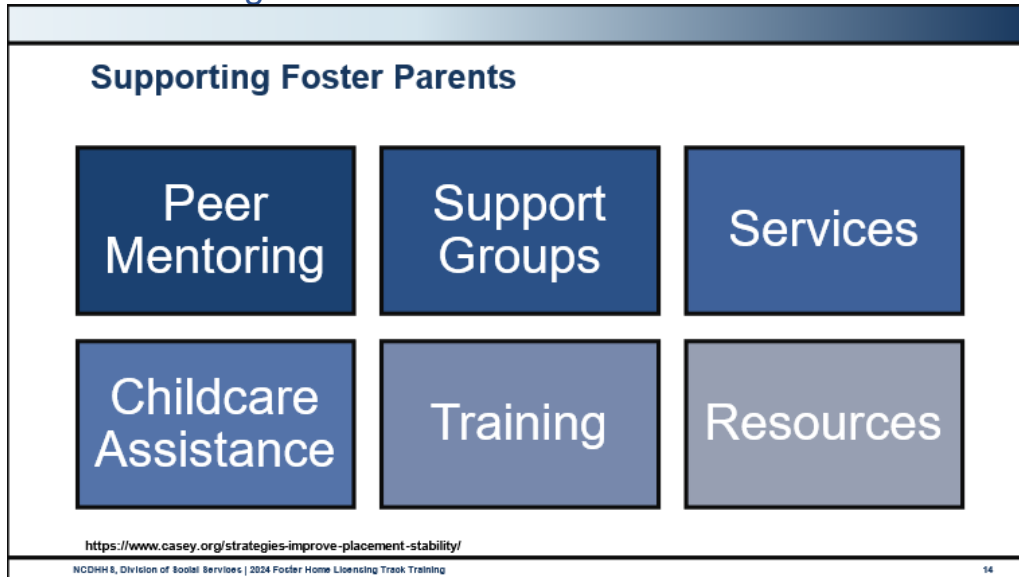 Supporting Foster Parents
Peer
Mentoring
Support
Groups
Services
Childcare
Assistance
Training
Resources
https://www.casey.org/strategies-improve-placement-stability/
NCDHHS, Division of Social Services | 2024 Foster Home Licensing Track Training
14